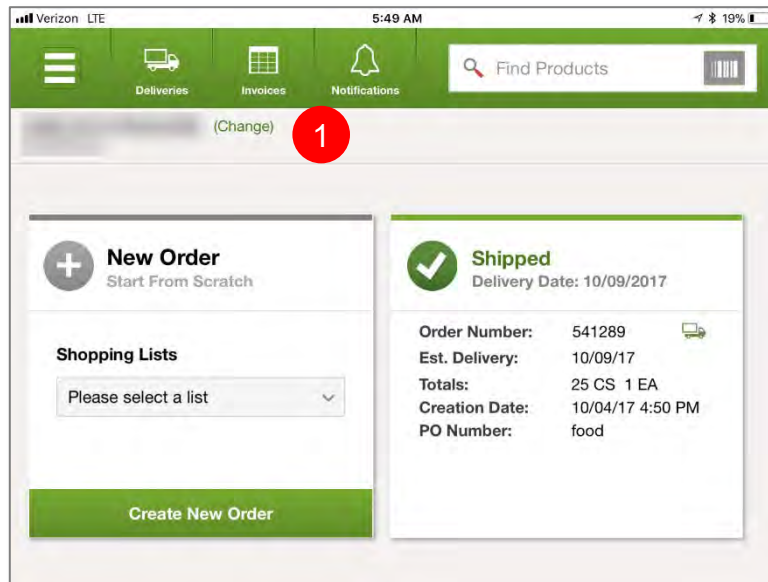 Verizon LTE 5:49 AM 19%
Deliveries Invoices Notifications Find Products
(Change) 1
New Order
Start From Scratch
Shopping Lists
Please select a list
Create New Order
Shipped
Delivery Date: 10/09/2017
Order Number: 541289
Est. Delivery: 10/09/17
Totals: 25 CS 1 EA
Creation Date: 10/04/17 4:50 PM
PO Number: food